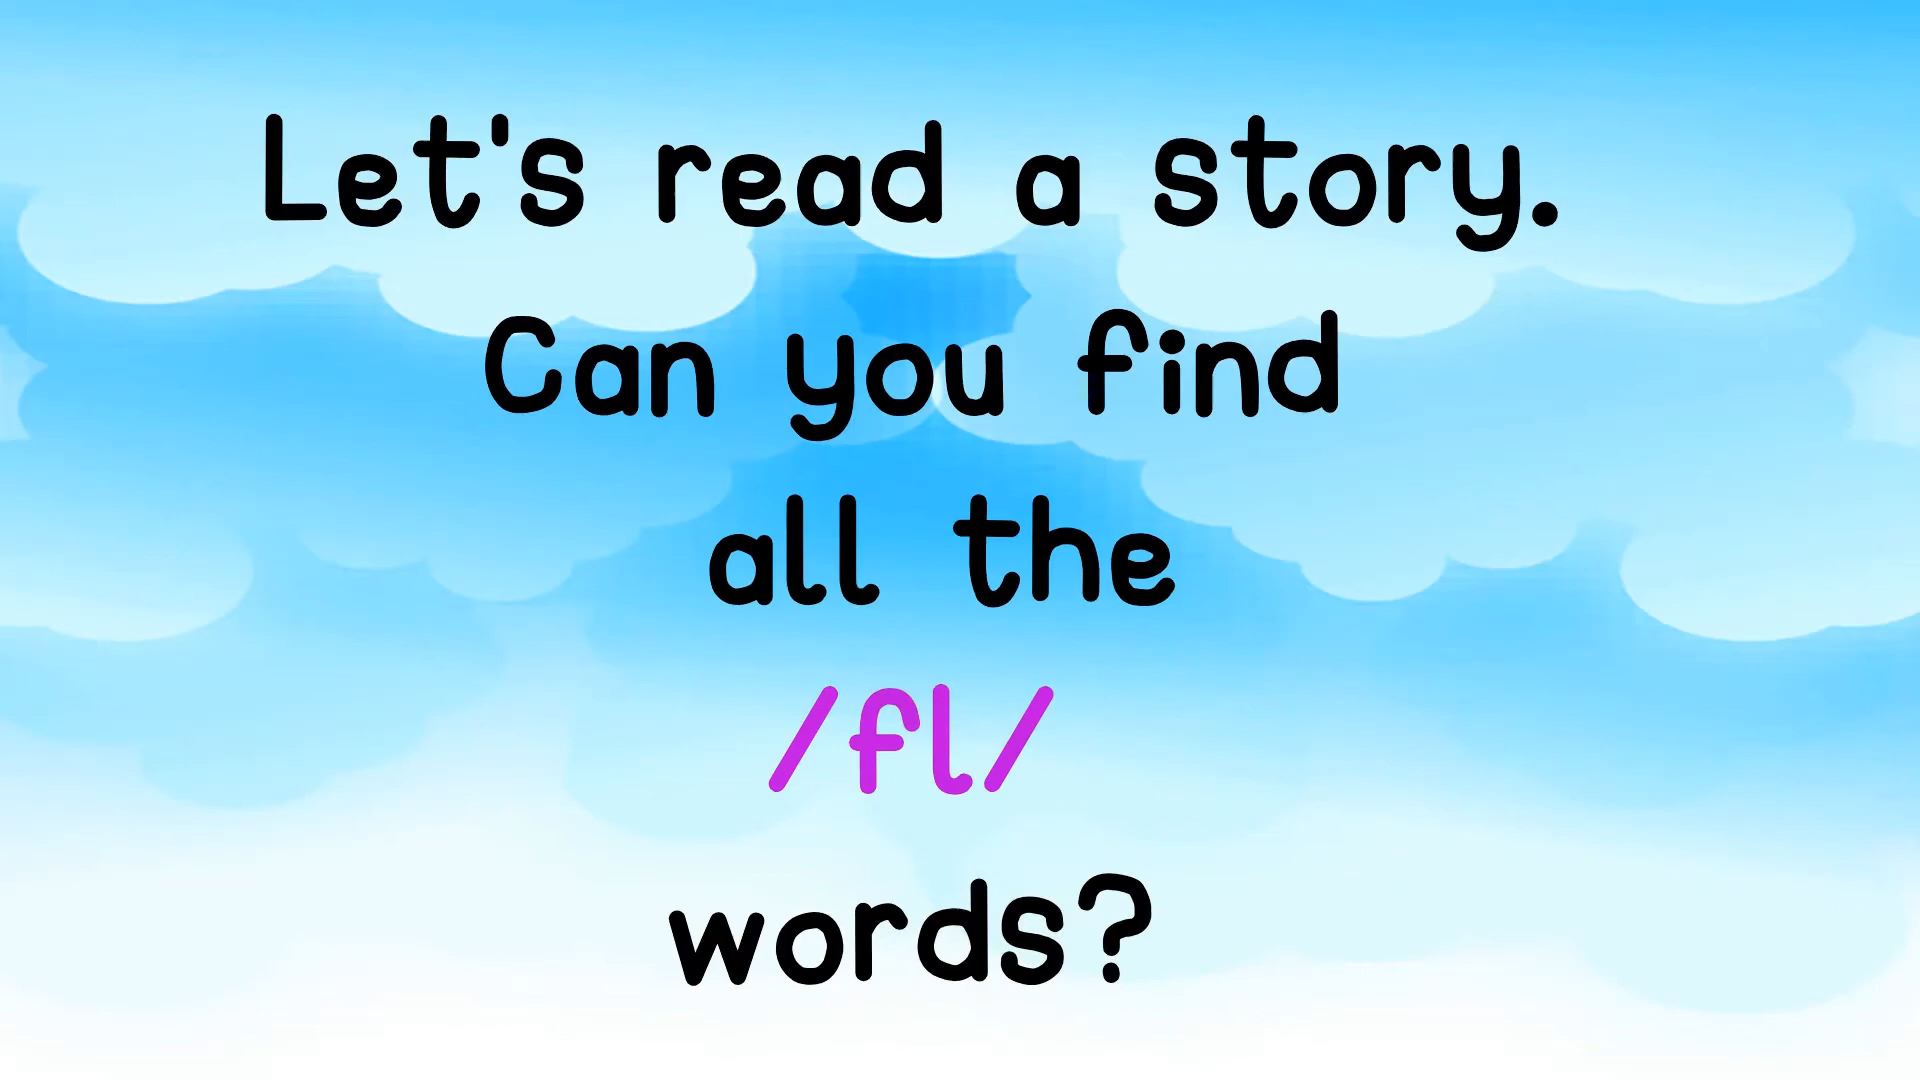 Let's read a story.
Can you find
all the
/fl/
words?